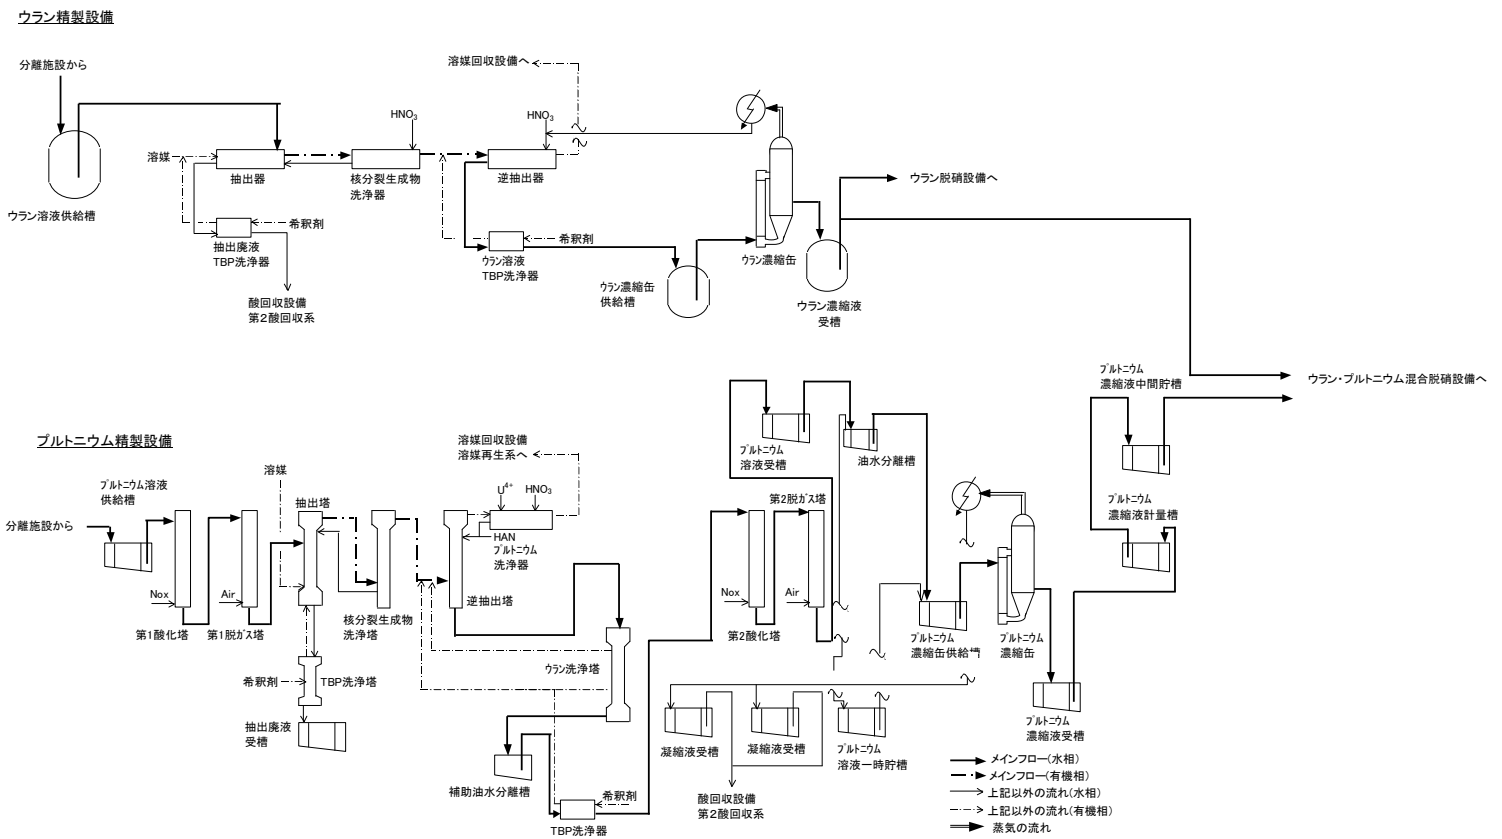 ウラン精製設備
分離施設から
ウラン溶液供給槽
溶媒
抽出器
希釈剤
抽出廃液
TBP洗浄器
酸回収設備
第2酸回収系
HNO3
核分裂生成物
洗浄器
溶媒回収設備へ
HNO3
逆抽出器
希釈剤
ウラン溶液
TBP洗浄器
ウラン濃縮缶
供給槽
ウラン濃縮缶
ウラン濃縮液
受槽
ウラン脱硝設備へ
ウラン・プルトニウム混合脱硝設備へ
プルトニウム精製設備
分離施設から
プルトニウム溶液
供給槽
Nox
第1酸化塔
Air
第1脱ガス塔
溶媒
抽出塔
希釈剤
TBP洗浄塔
抽出廃液
受槽
核分裂生成物
洗浄塔
溶媒回収設備
溶媒再生系へ
U4+
HNO3
HAN
プルトニウム
洗浄器
逆抽出塔
ウラン洗浄塔
補助油水分離槽
希釈剤
TBP洗浄器
Nox
第2酸化塔
Air
第2脱ガス塔
プルトニウム
溶液受槽
油水分離槽
プルトニウム
濃縮缶供給槽
プルトニウム
濃縮缶
プルトニウム
濃縮液受槽
プルトニウム
濃縮液計量槽
プルトニウム
濃縮液中間貯槽
凝縮液受槽
凝縮液受槽
プルトニウム
溶液一時貯槽
酸回収設備
第2酸回収系
メインフロー(水相)
メインフロー(有機相)
上記以外の流れ(水相)
上記以外の流れ(有機相)
蒸気の流れ